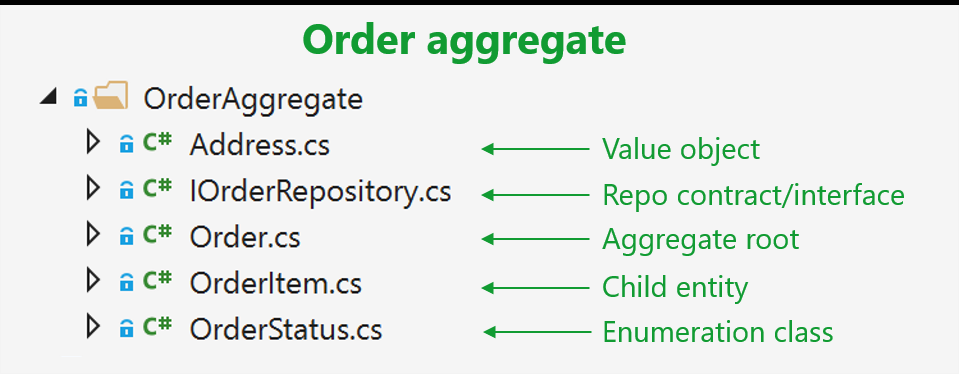 Order aggregate
OrderAggregate
C# Address.cs Value object
C# IOrderRepository.cs Repo contract/interface
C# Order.cs Aggregate root
C# OrderItem.cs Child entity
C# OrderStatus.cs Enumeration class